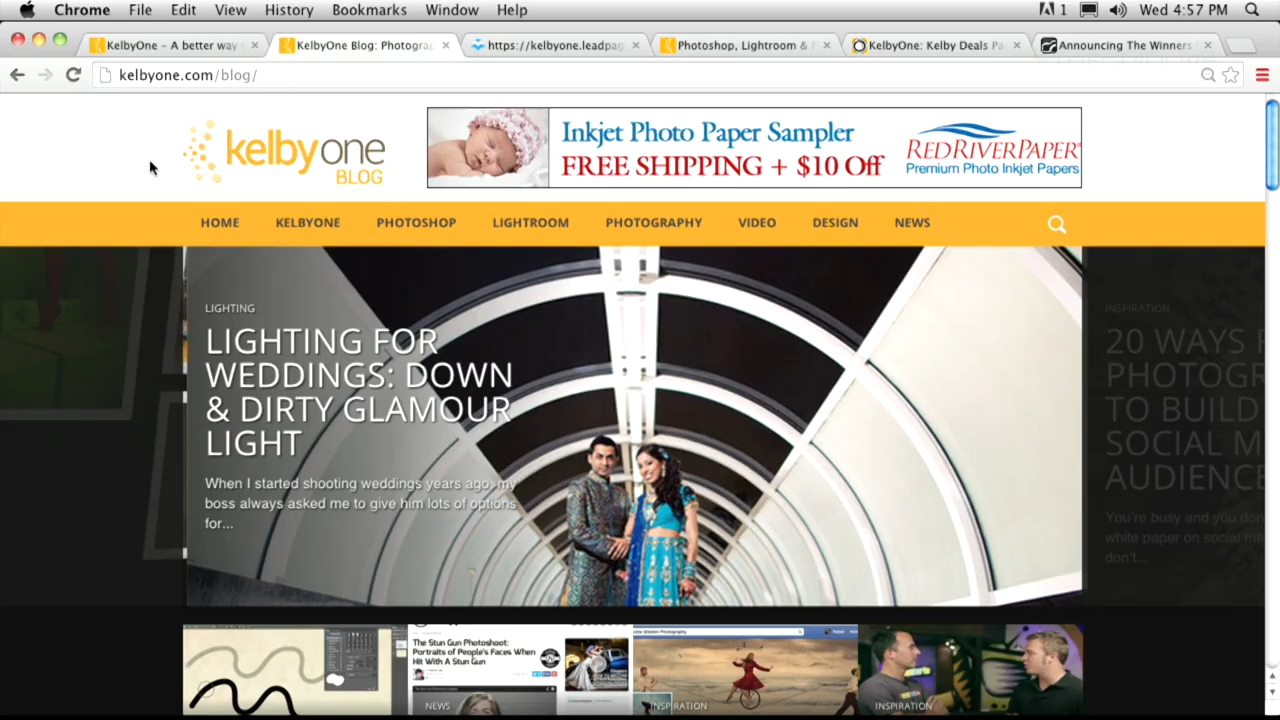 Chrome File Edit View History Bookmarks Window Help
1 Wed 4:57 PM
KelbyOne – A better way
KelbyOne Blog: Photogra
https://kelbyone.leadpag
Photoshop, Lightroom &
KelbyOne: Kelby Deals Pa
Announcing The Winners
kelbyone.com/blog/
kelbyone
BLOG
Inkjet Photo Paper Sampler
FREE SHIPPING + $10 Off
REDRIVERPAPER
Premium Photo Inkjet Papers
HOME KELBYONE PHOTOSHOP LIGHTROOM PHOTOGRAPHY VIDEO DESIGN NEWS
LIGHTING
LIGHTING FOR
WEDDINGS: DOWN
& DIRTY GLAMOUR
LIGHT
When I started shooting weddings years ago, my
boss always asked me to give him lots of options
for...
INSPIRATION
20 WAYS F
PHOTOGR
TO BUILD
SOCIAL M
AUDIENCE
You're busy and you don
white paper on social me
don't...
The Stun Gun Photoshoot:
Portraits of People's Faces When
Hit With A Stun Gun
NEWS
INSPIRATION
INSPIRATION